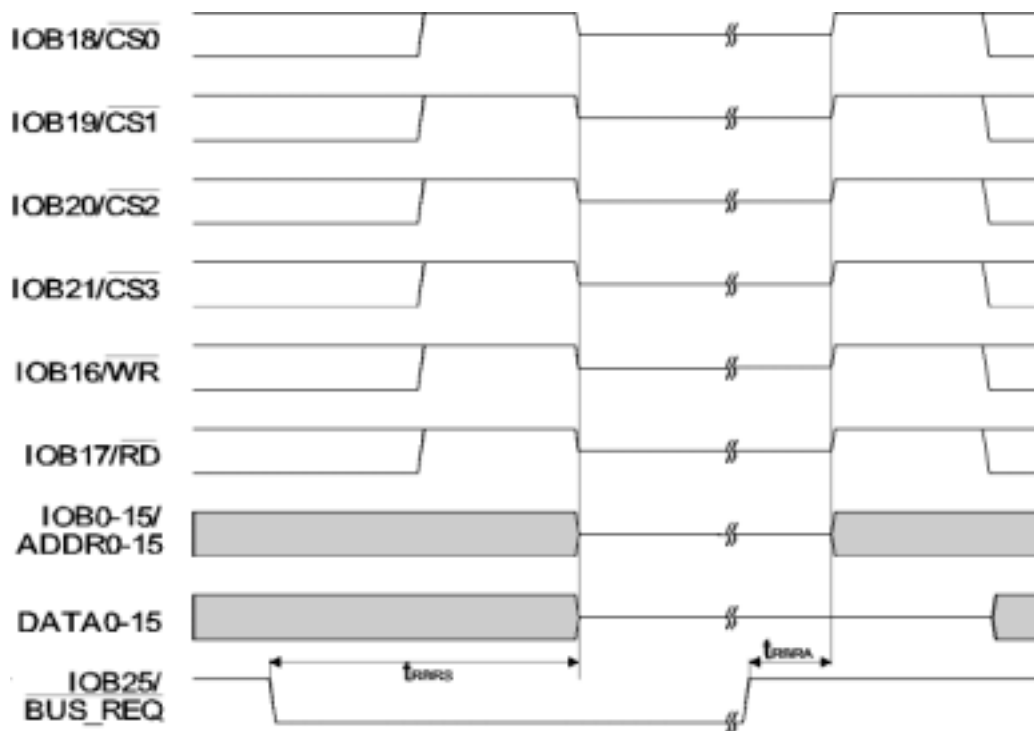 IOB18/CS0
IOB19/CS1
IOB20/CS2
IOB21/CS3
IOB16/WR
IOB17/RD
IOB0-15/
ADDR0-15
DATA0-15
IOB25/
BUS_REQ